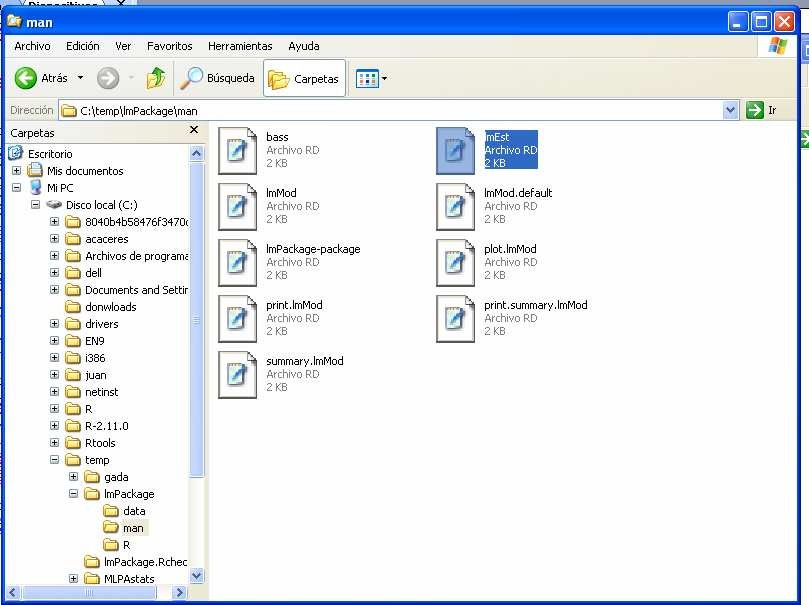 Dispositivos
man
Archivo Edición Ver Favoritos Herramientas Ayuda
Atrás Búsqueda Carpetas
Dirección C:\temp\lmPackage\man Ir
Carpetas
Escritorio
Mis documentos
Mi PC
Disco local (C:)
8040b4b58476f3470
acaceres
Archivos de programa
dell
Documents and Settir
donwloads
drivers
EN9
i386
juan
netinst
R
R-2.11.0
Rtools
temp
gada
lmPackage
data
man
R
lmPackage.Rchec
MLPAstats
bass
Archivo RD
2 KB
lmEst
Archivo RD
2 KB
lmMod
Archivo RD
2 KB
lmMod.default
Archivo RD
2 KB
lmPackage-package
Archivo RD
2 KB
plot.lmMod
Archivo RD
2 KB
print.lmMod
Archivo RD
2 KB
print.summary.lmMod
Archivo RD
2 KB
summary.lmMod
Archivo RD
2 KB